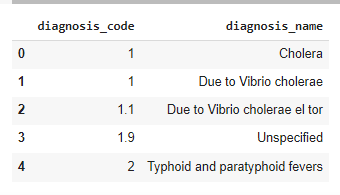 diagnosis_code diagnosis_name
0 1 Cholera
1 1 Due to Vibrio cholerae
2 1.1 Due to Vibrio cholerae el tor
3 1.9 Unspecified
4 2 Typhoid and paratyphoid fevers